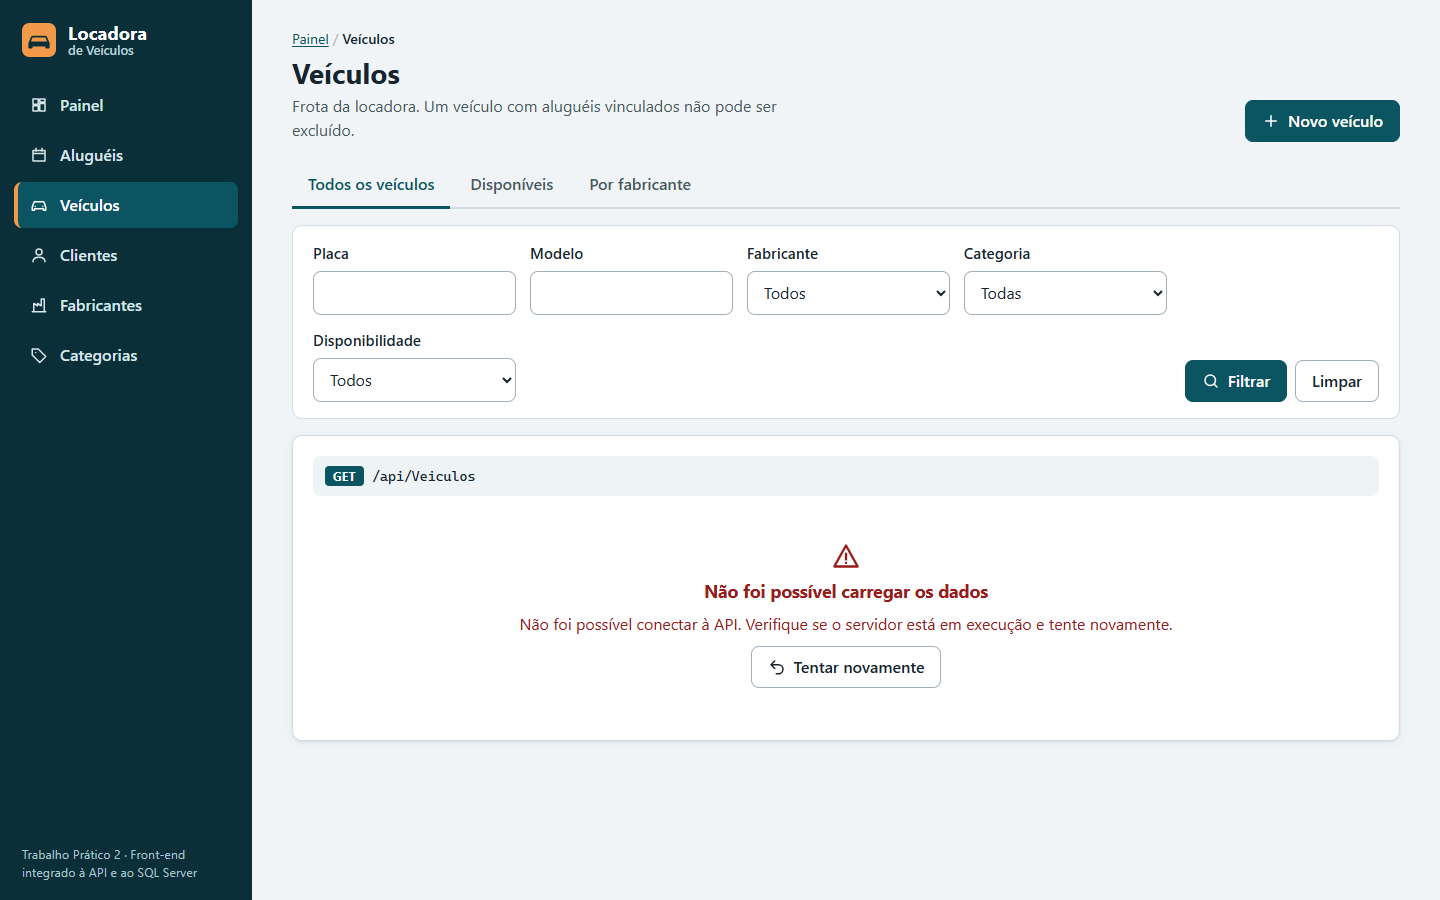 Locadora
de Veículos
Painel
Aluguéis
Veículos
Clientes
Fabricantes
Categorias
Trabalho Prático 2 · Front-end
integrado à API e ao SQL Server
Painel / Veículos
Veículos
Frota da locadora. Um veículo com aluguéis vinculados não pode ser
excluído.
Novo veículo
Todos os veículos Disponíveis Por fabricante
Placa Modelo Fabricante Categoria
Todos Todas
Disponibilidade
Todos Filtrar Limpar
GET /api/Veiculos
Não foi possível carregar os dados
Não foi possível conectar à API. Verifique se o servidor está em execução e tente novamente.
Tentar novamente